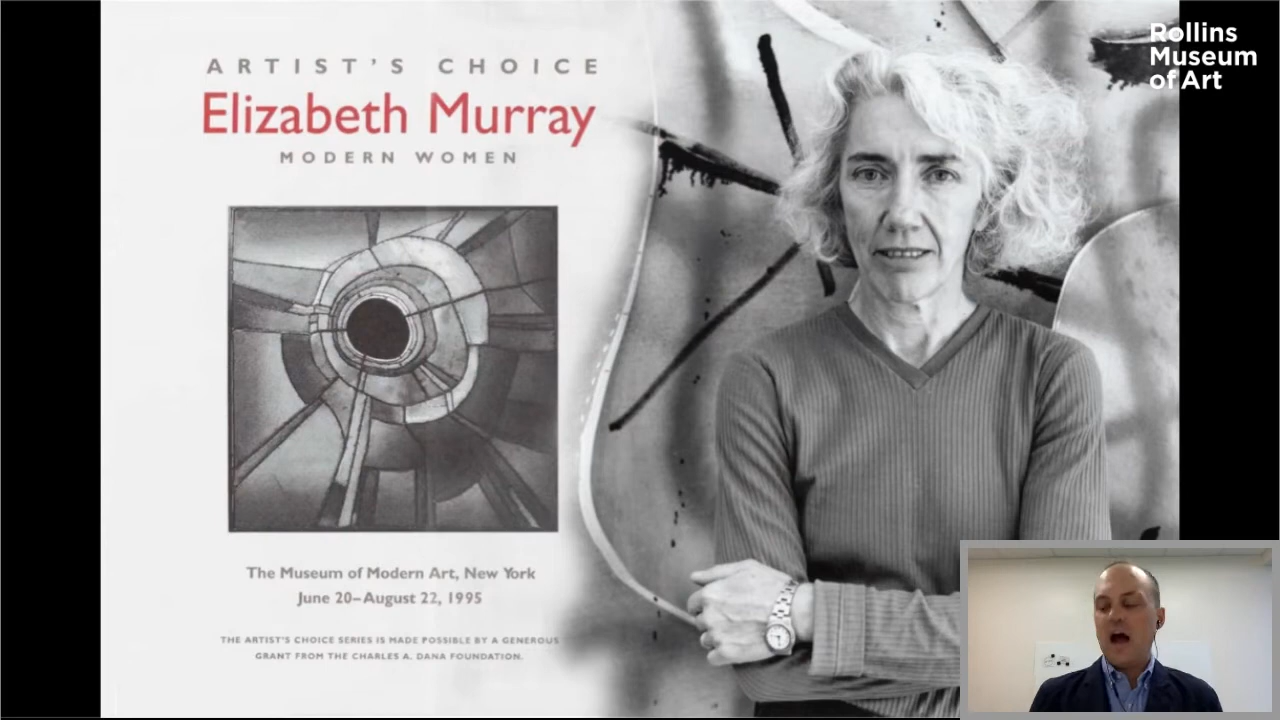 ARTIST'S CHOICE
Elizabeth Murray
MODERN WOMEN
The Museum of Modern Art, New York
June 20–August 22, 1995
THE ARTIST'S CHOICE SERIES IS MADE POSSIBLE BY A GENEROUS
GRANT FROM THE CHARLES A. DANA FOUNDATION.
Rollins
Museum
of Art